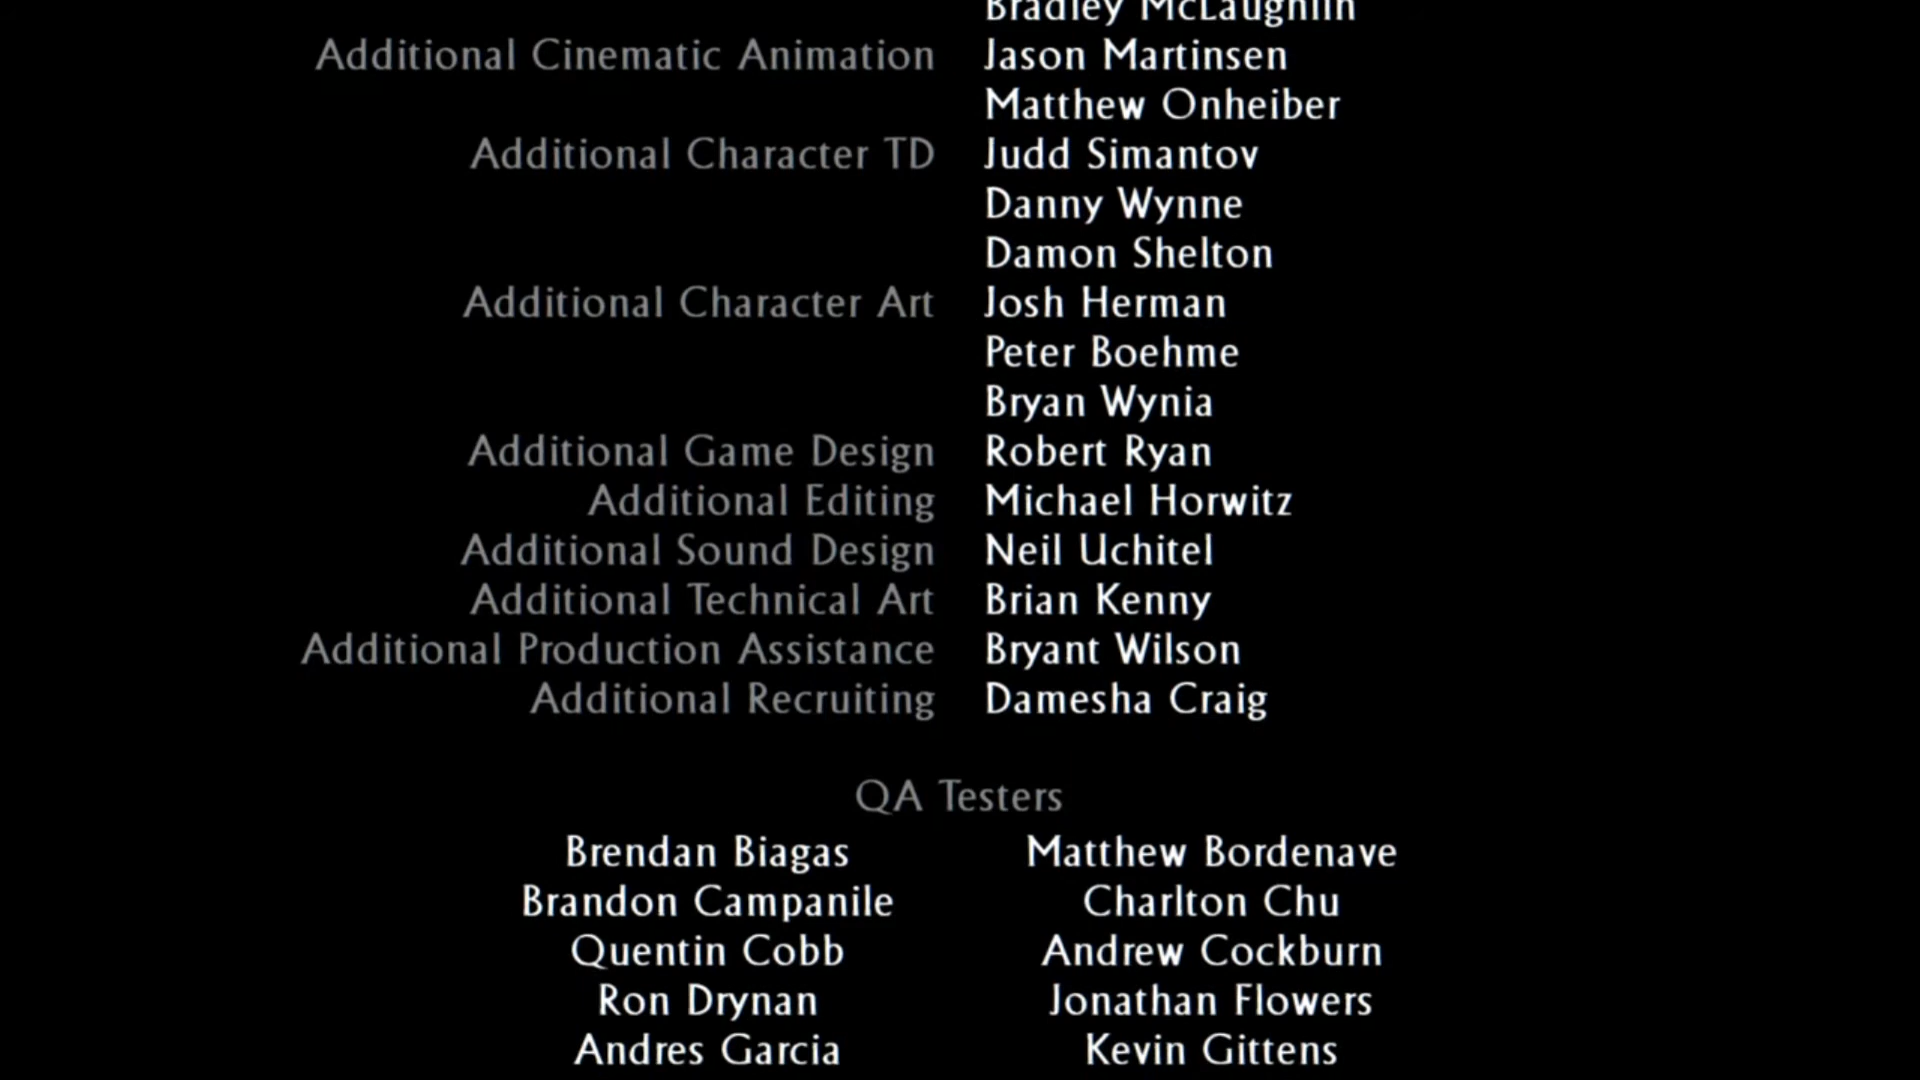 Bradley McLaughlin
Additional Cinematic Animation Jason Martinsen
Matthew Onheiber
Additional Character TD Judd Simantov
Danny Wynne
Damon Shelton
Additional Character Art Josh Herman
Peter Boehme
Bryan Wynia
Additional Game Design Robert Ryan
Additional Editing Michael Horwitz
Additional Sound Design Neil Uchitel
Additional Technical Art Brian Kenny
Additional Production Assistance Bryant Wilson
Additional Recruiting Damesha Craig
QA Testers
Brendan Biagas Matthew Bordenave
Brandon Campanile Charlton Chu
Quentin Cobb Andrew Cockburn
Ron Drynan Jonathan Flowers
Andres Garcia Kevin Gittens